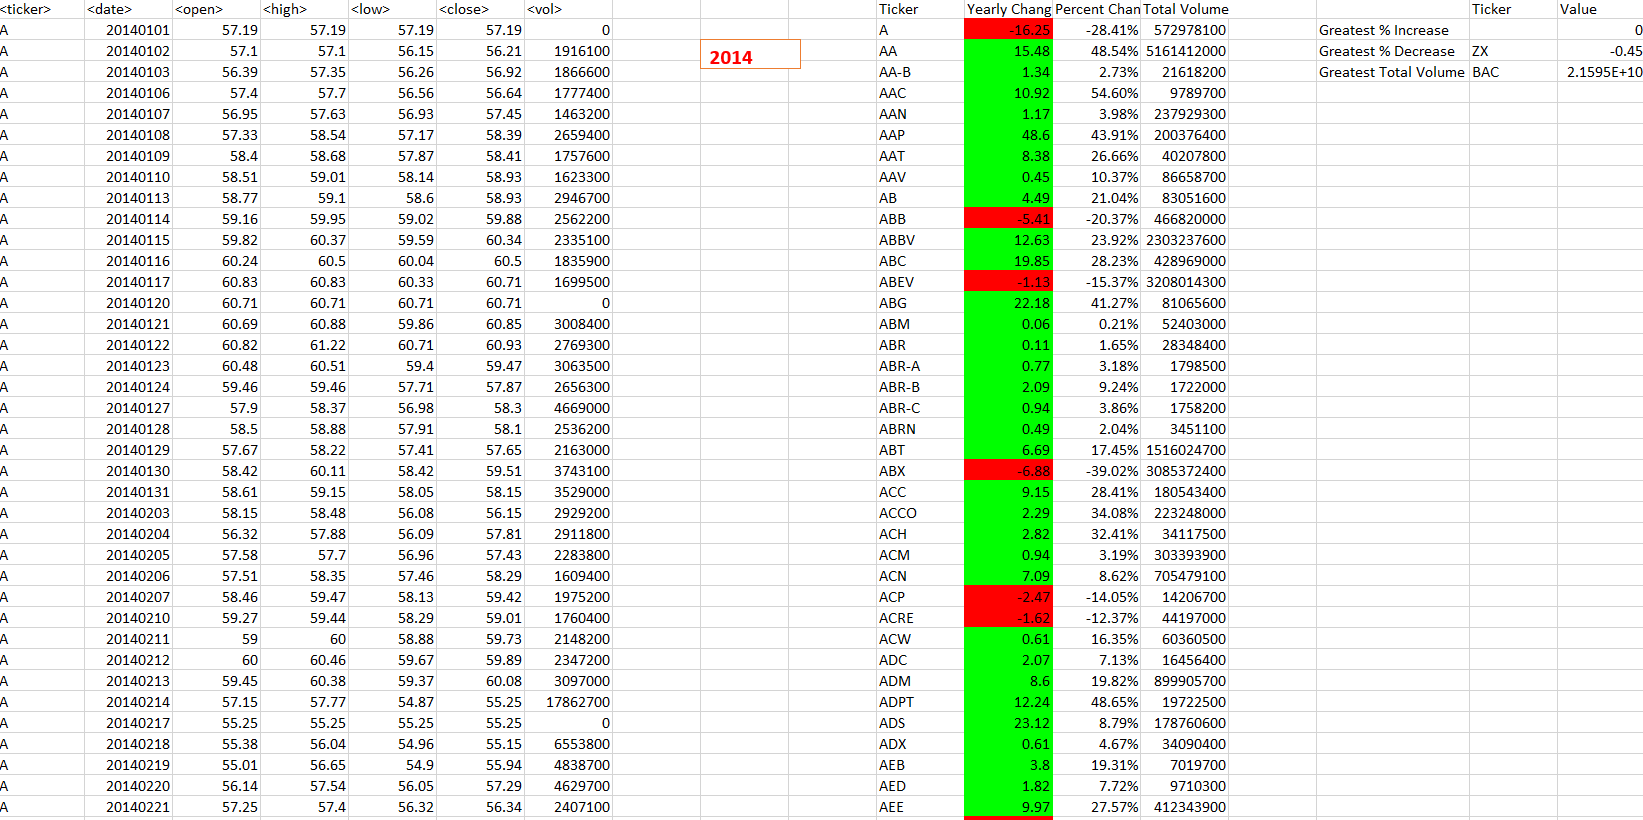 <ticker> <date> <open> <high> <low> <close> <vol> Ticker Yearly Chang Percent Chan Total Volume Ticker Value
A 20140101 57.19 57.19 57.19 57.19 0 A -16.25 -28.41% 572978100 Greatest % Increase 0
A 20140102 57.1 57.1 56.15 56.21 1916100 2014 AA 15.48 48.54% 5161412000 Greatest % Decrease ZX -0.45
A 20140103 56.39 57.35 56.26 56.92 1866600 AA-B 1.34 2.73% 21618200 Greatest Total Volume BAC 2.1595E+10
A 20140106 57.4 57.7 56.56 56.64 1777400 AAC 10.92 54.60% 9789700
A 20140107 56.95 57.63 56.93 57.45 1463200 AAN 1.17 3.98% 237929300
A 20140108 57.33 58.54 57.17 58.39 2659400 AAP 48.6 43.91% 200376400
A 20140109 58.4 58.68 57.87 58.41 1757600 AAT 8.38 26.66% 40207800
A 20140110 58.51 59.01 58.14 58.93 1623300 AAV 0.45 10.37% 86658700
A 20140113 58.77 59.1 58.6 58.93 2946700 AB 4.49 21.04% 83051600
A 20140114 59.16 59.95 59.02 59.88 2562200 ABB -5.41 -20.37% 466820000
A 20140115 59.82 60.37 59.59 60.34 2335100 ABBV 12.63 23.92% 2303237600
A 20140116 60.24 60.5 60.04 60.5 1835900 ABC 19.85 28.23% 428969000
A 20140117 60.83 60.83 60.33 60.71 1699500 ABEV -1.13 -15.37% 3208014300
A 20140120 60.71 60.71 60.71 60.71 0 ABG 22.18 41.27% 81065600
A 20140121 60.69 60.88 59.86 60.85 3008400 ABM 0.06 0.21% 52403000
A 20140122 60.82 61.22 60.71 60.93 2769300 ABR 0.11 1.65% 28348400
A 20140123 60.48 60.51 59.4 59.47 3063500 ABR-A 0.77 3.18% 1798500
A 20140124 59.46 59.46 57.71 57.87 2656300 ABR-B 2.09 9.24% 1722000
A 20140127 57.9 58.37 56.98 58.3 4669000 ABR-C 0.94 3.86% 1758200
A 20140128 58.5 58.88 57.91 58.1 2536200 ABRN 0.49 2.04% 3451100
A 20140129 57.67 58.22 57.41 57.65 2163000 ABT 6.69 17.45% 1516024700
A 20140130 58.42 60.11 58.42 59.51 3743100 ABX -6.88 -39.02% 3085372400
A 20140131 58.61 59.15 58.05 58.15 3529000 ACC 9.15 28.41% 180543400
A 20140203 58.15 58.48 56.08 56.15 2929200 ACCO 2.29 34.08% 223248000
A 20140204 56.32 57.88 56.09 57.81 2911800 ACH 2.82 32.41% 34117500
A 20140205 57.58 57.7 56.96 57.43 2283800 ACM 0.94 3.19% 303393900
A 20140206 57.51 58.35 57.46 58.29 1609400 ACN 7.09 8.62% 705479100
A 20140207 58.46 59.47 58.13 59.42 1975200 ACP -2.47 -14.05% 14206700
A 20140210 59.27 59.44 58.29 59.01 1760400 ACRE -1.62 -12.37% 44197000
A 20140211 59 60 58.88 59.73 2148200 ACW 0.61 16.35% 60360500
A 20140212 60 60.46 59.67 59.89 2347200 ADC 2.07 7.13% 16456400
A 20140213 59.45 60.38 59.37 60.08 3097000 ADM 8.6 19.82% 899905700
A 20140214 57.15 57.77 54.87 55.25 17862700 ADPT 12.24 48.65% 19722500
A 20140217 55.25 55.25 55.25 55.25 0 ADS 23.12 8.79% 178760600
A 20140218 55.38 56.04 54.96 55.15 6553800 ADX 0.61 4.67% 34090400
A 20140219 55.01 56.65 54.9 55.94 4838700 AEB 3.8 19.31% 7019700
A 20140220 56.14 57.54 56.05 57.29 4629700 AED 1.82 7.72% 9710300
A 20140221 57.25 57.4 56.32 56.34 2407100 AEE 9.97 27.57% 412343900